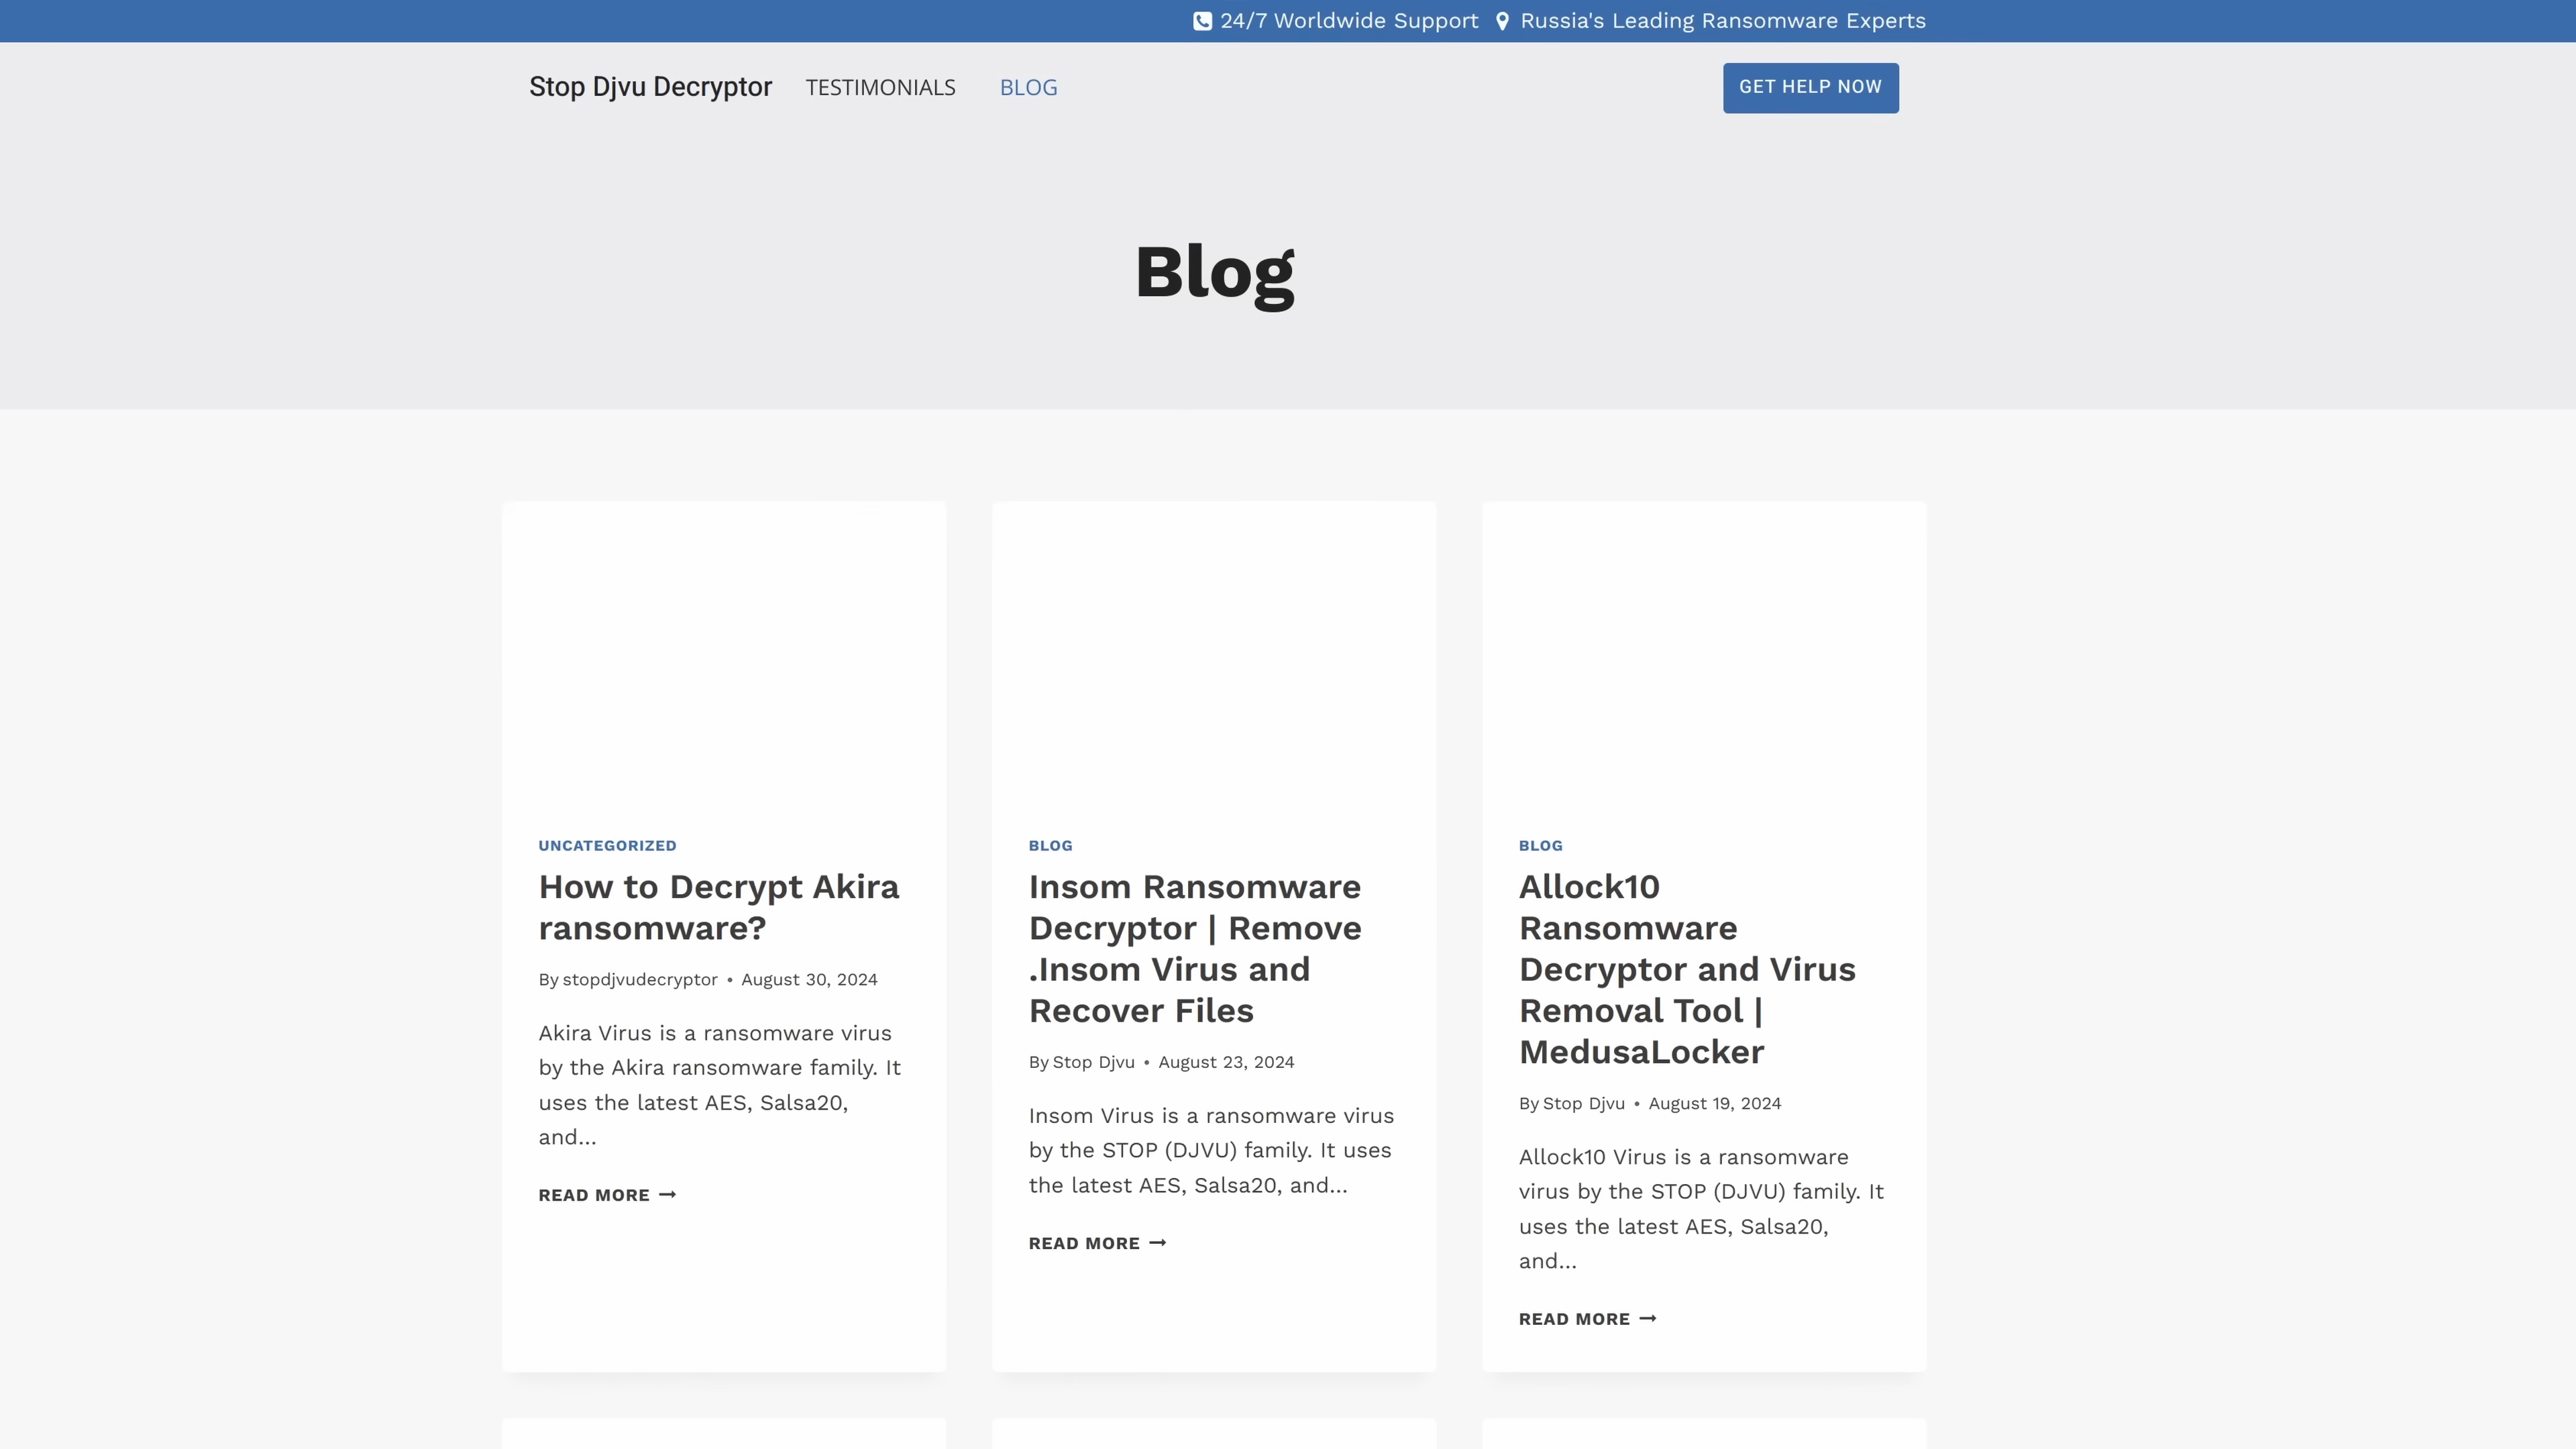 24/7 Worldwide Support Russia's Leading Ransomware Experts
Stop Djvu Decryptor TESTIMONIALS BLOG GET HELP NOW
Blog
UNCATEGORIZED
How to Decrypt Akira
ransomware?
By stopdjvudecryptor • August 30, 2024
Akira Virus is a ransomware virus
by the Akira ransomware family. It
uses the latest AES, Salsa20,
and...
READ MORE →
BLOG
Insom Ransomware
Decryptor | Remove
.Insom Virus and
Recover Files
By Stop Djvu • August 23, 2024
Insom Virus is a ransomware virus
by the STOP (DJVU) family. It uses
the latest AES, Salsa20, and...
READ MORE →
BLOG
Allock10
Ransomware
Decryptor and Virus
Removal Tool |
MedusaLocker
By Stop Djvu • August 19, 2024
Allock10 Virus is a ransomware
virus by the STOP (DJVU) family. It
uses the latest AES, Salsa20,
and...
READ MORE →